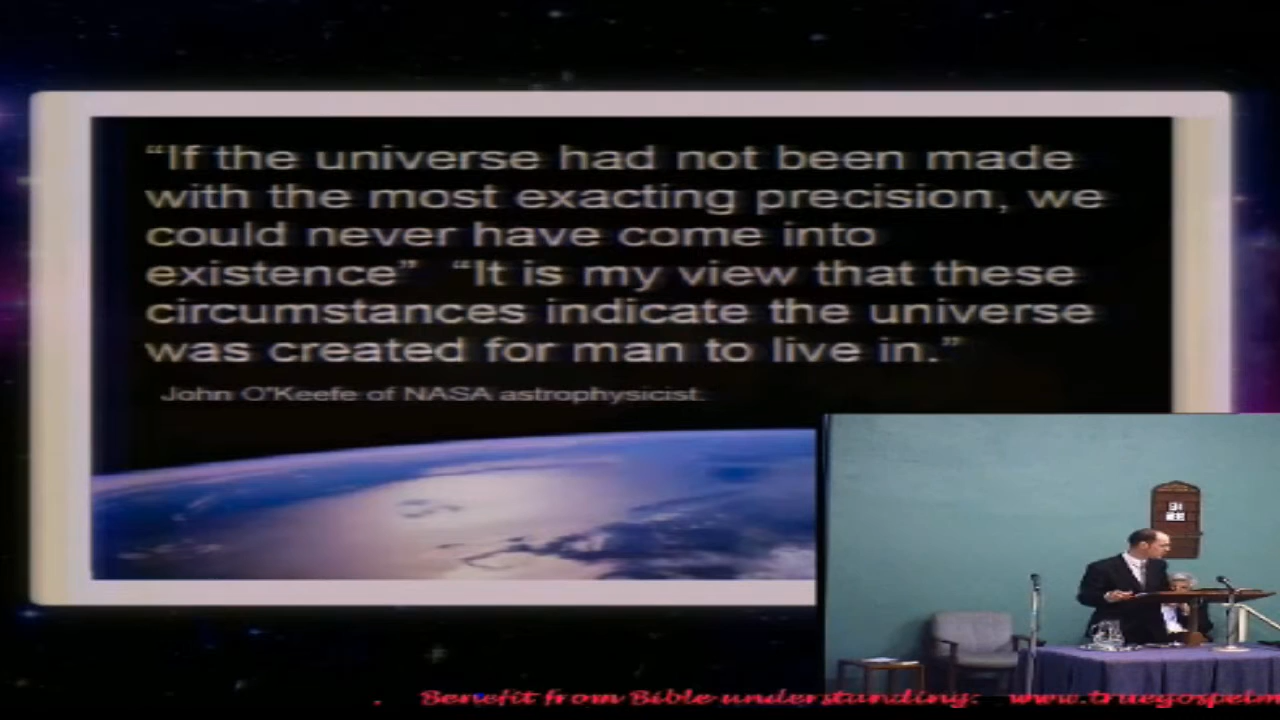 “If the universe had not been made
with the most exacting precision, we
could never have come into
existence” “It is my view that these
circumstances indicate the universe
was created for man to live in.”
John O'Keefe of NASA astrophysicist.
. Benefit from Bible understanding. www.truegospelm